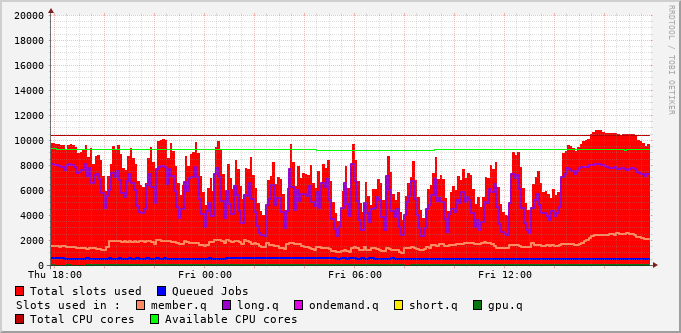 20000
18000
16000
14000
12000
10000
8000
6000
4000
2000
0
Thu 18:00 Fri 00:00 Fri 06:00 Fri 12:00
RRDTOOL / TOBI OETIKER
Total slots used Queued Jobs
Slots used in : member.q long.q ondemand.q short.q gpu.q
Total CPU cores Available CPU cores